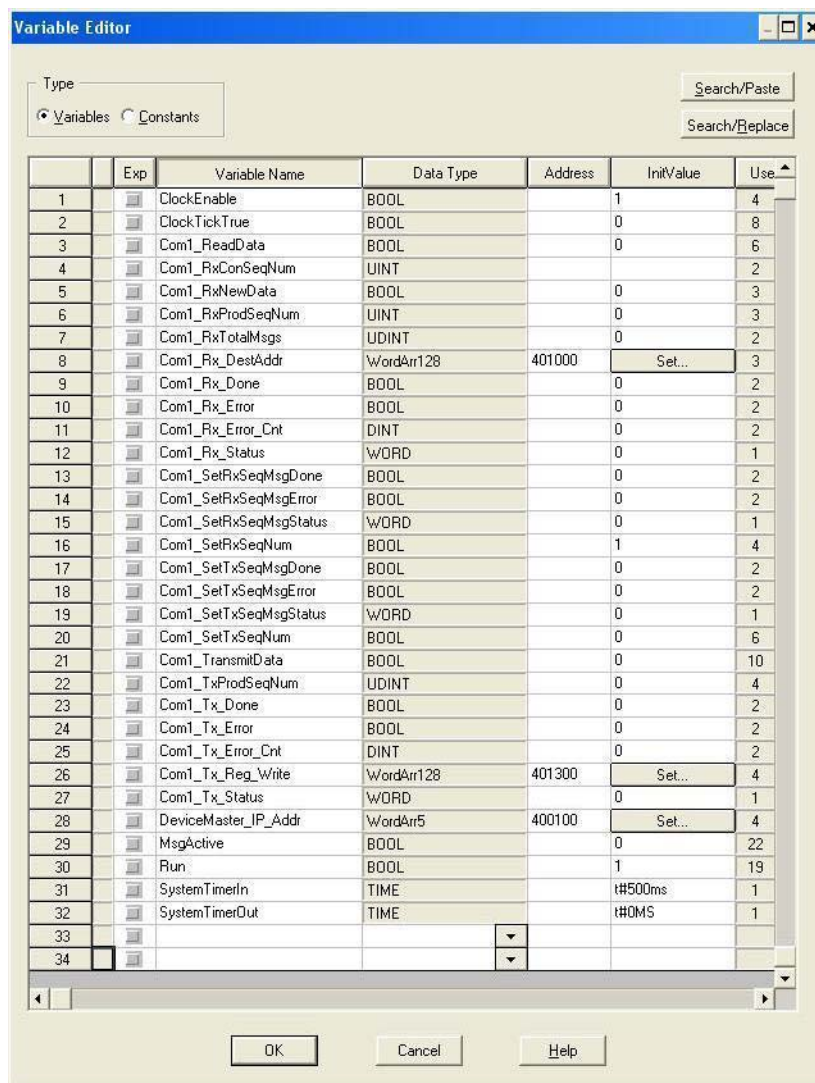 Variable Editor
Type
Variables Constants
Search/Paste
Search/Replace
Exp Variable Name Data Type Address InitValue Use
1 ClockEnable BOOL 1 4
2 ClockTickTrue BOOL 0 8
3 Com1_ReadData BOOL 0 6
4 Com1_RxConSeqNum UINT 2
5 Com1_RxNewData BOOL 0 3
6 Com1_RxProdSeqNum UINT 0 3
7 Com1_RxTotalMsgs UDINT 0 2
8 Com1_Rx_DestAddr WordArr128 401000 Set... 3
9 Com1_Rx_Done BOOL 0 2
10 Com1_Rx_Error BOOL 0 2
11 Com1_Rx_Error_Cnt DINT 0 2
12 Com1_Rx_Status WORD 0 1
13 Com1_SetRxSeqMsgDone BOOL 0 2
14 Com1_SetRxSeqMsgError BOOL 0 2
15 Com1_SetRxSeqMsgStatus WORD 0 1
16 Com1_SetRxSeqNum BOOL 1 4
17 Com1_SetTxSeqMsgDone BOOL 0 2
18 Com1_SetTxSeqMsgError BOOL 0 2
19 Com1_SetTxSeqMsgStatus WORD 0 1
20 Com1_SetTxSeqNum BOOL 0 6
21 Com1_TransmitData BOOL 0 10
22 Com1_TxProdSeqNum UDINT 0 4
23 Com1_Tx_Done BOOL 0 2
24 Com1_Tx_Error BOOL 0 2
25 Com1_Tx_Error_Cnt DINT 0 2
26 Com1_Tx_Reg_Write WordArr128 401300 Set... 4
27 Com1_Tx_Status WORD 0 1
28 DeviceMaster_IP_Addr WordArr5 400100 Set... 4
29 MsgActive BOOL 0 22
30 Run BOOL 1 19
31 SystemTimerIn TIME t#500ms 1
32 SystemTimerOut TIME t#0MS 1
33
34
OK Cancel Help